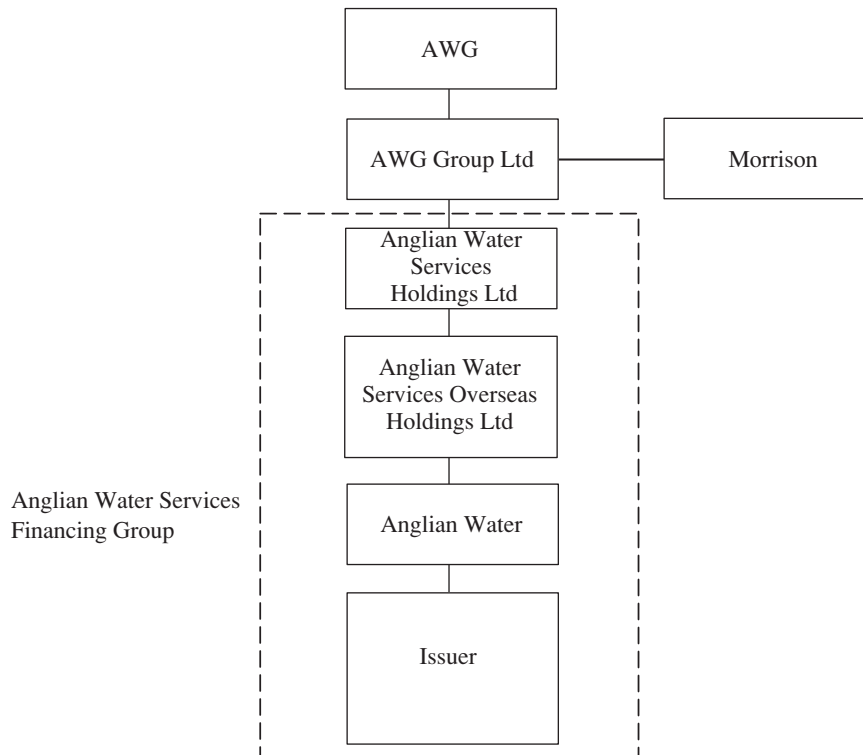 AWG
AWG Group Ltd
Morrison
Anglian Water
Services
Holdings Ltd
Anglian Water
Services Overseas
Holdings Ltd
Anglian Water Services
Financing Group
Anglian Water
Issuer